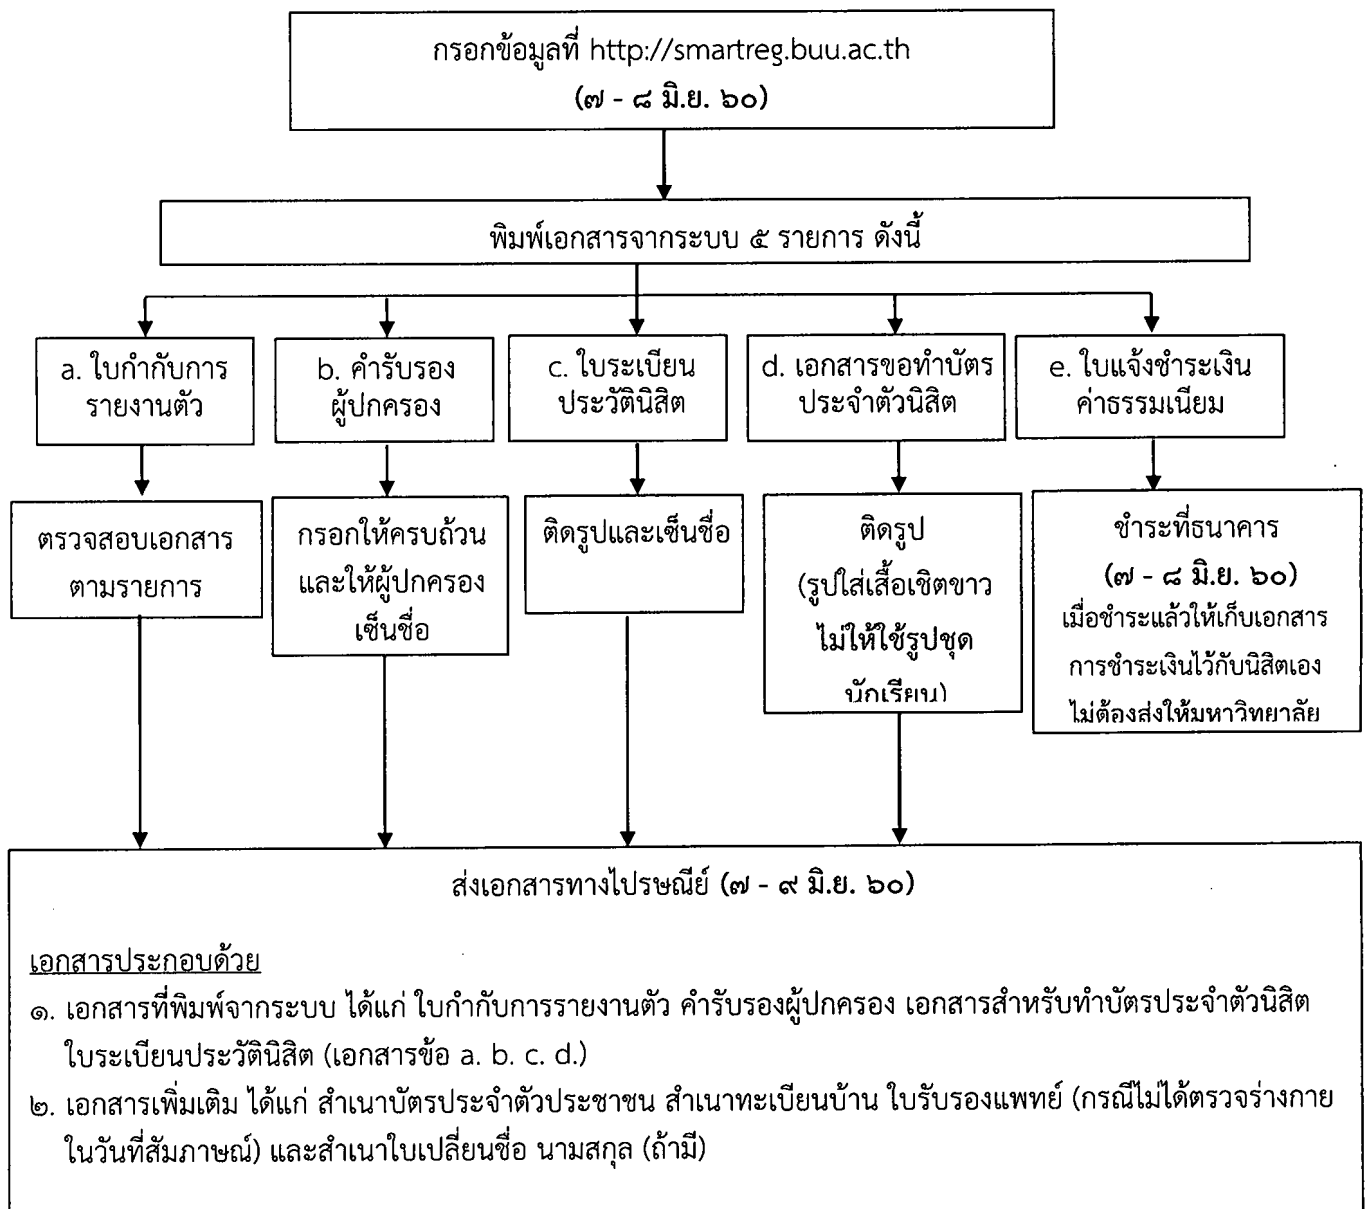 กรอกข้อมูลที่ http://smartreg.buu.ac.th
(๗ - ๘ มิ.ย. ๖๐)
พิมพ์เอกสารจากระบบ ๕ รายการ ดังนี้
a. ใบกำกับการ
รายงานตัว
b. คำรับรอง
ผู้ปกครอง
c. ใบระเบียน
ประวัตินิสิต
d. เอกสารขอทำบัตร
ประจำตัวนิสิต
e. ใบแจ้งชำระเงิน
ค่าธรรมเนียม
ตรวจสอบเอกสาร
ตามรายการ
กรอกให้ครบถ้วน
และให้ผู้ปกครอง
เซ็นชื่อ
ติดรูปและเซ็นชื่อ
ติดรูป
(รูปใส่เสื้อเชิตขาว
ไม่ให้ใช้รูปชุด
นักเรียน)
ชำระที่ธนาคาร
(๗ - ๘ มิ.ย. ๖๐)
เมื่อชำระแล้วให้เก็บเอกสาร
การชำระเงินไว้กับนิสิตเอง
ไม่ต้องส่งให้มหาวิทยาลัย
ส่งเอกสารทางไปรษณีย์ (๗ - ๙ มิ.ย. ๖๐)
เอกสารประกอบด้วย
๑. เอกสารที่พิมพ์จากระบบ ได้แก่ ใบกำกับการรายงานตัว คำรับรองผู้ปกครอง เอกสารสำหรับทำบัตรประจำตัวนิสิต
ใบระเบียนประวัตินิสิต (เอกสารข้อ a. b. c. d.)
๒. เอกสารเพิ่มเติม ได้แก่ สำเนาบัตรประจำตัวประชาชน สำเนาทะเบียนบ้าน ใบรับรองแพทย์ (กรณีไม่ได้ตรวจร่างกาย
ในวันที่สัมภาษณ์) และสำเนาใบเปลี่ยนชื่อ นามสกุล (ถ้ามี)